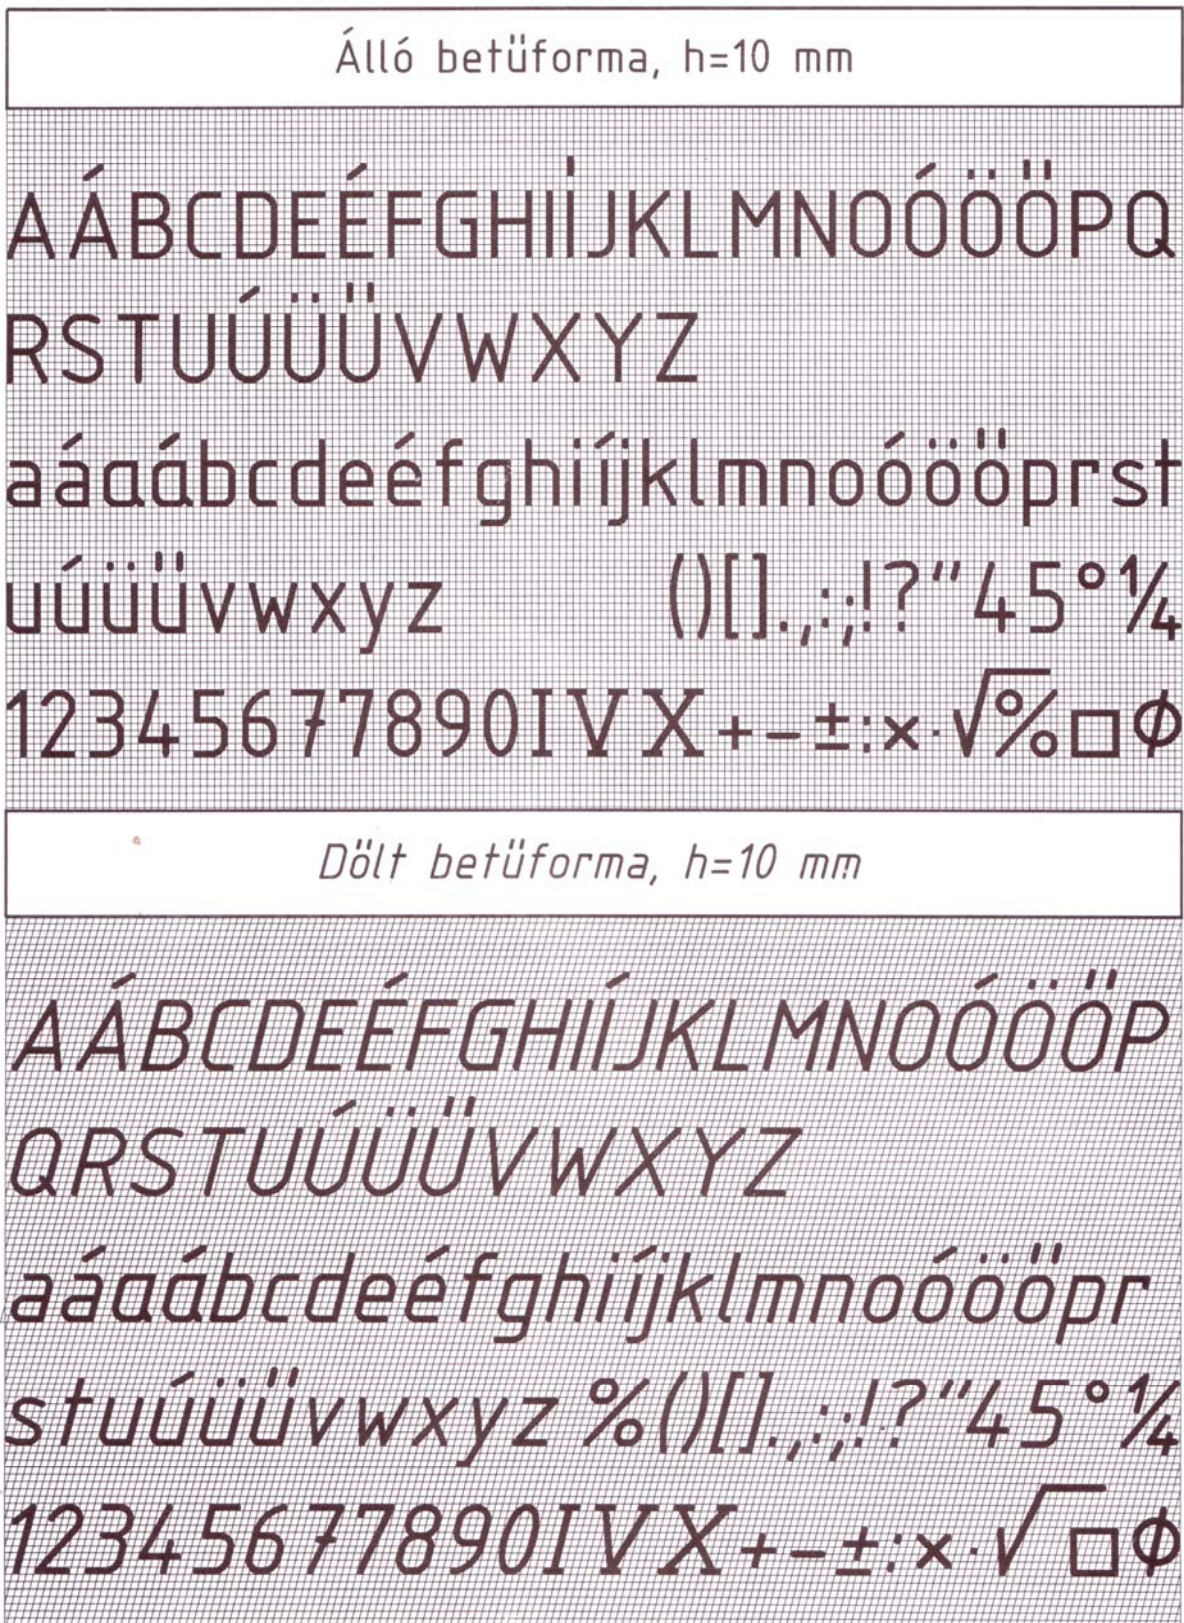 Álló betűforma, h=10 mm
AÁBCDEÉFGHIÍJKLMNOÓÖŐPQ
RSTUÚÜŰVWXYZ
aáɑɑ́bcdeéfghiíjklmnoóöőprst
uúüűvwxyz ()[].,:;!?"45°¼
12345677890IVX+-±:×·√%□Φ
Dőlt betűforma, h=10 mm
AÁBCDEÉFGHIÍJKLMNOÓÖŐP
QRSTUÚÜŰVWXYZ
aáɑɑ́bcdeéfghiíjklmnoóöőpr
stuúüűvwxyz %()[].,:;!?"45°¼
12345677890IVX+-±:×·√□Φ